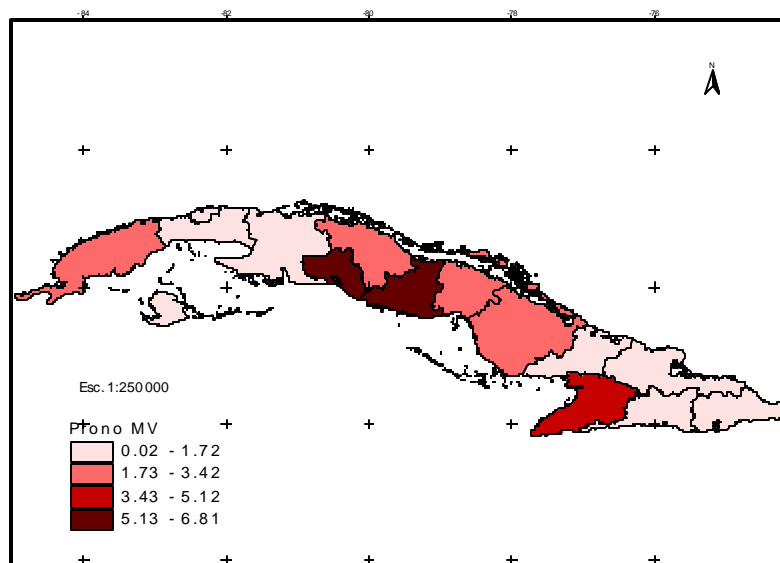 -84 -82 -80 -78 -76
N
Esc. 1:250 000
Prono MV
0.02 - 1.72
1.73 - 3.42
3.43 - 5.12
5.13 - 6.81